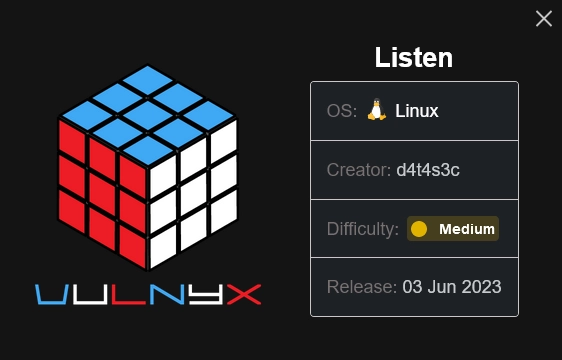 Listen
OS: Linux
Creator: d4t4s3c
Difficulty: Medium
Release: 03 Jun 2023
VULNYX